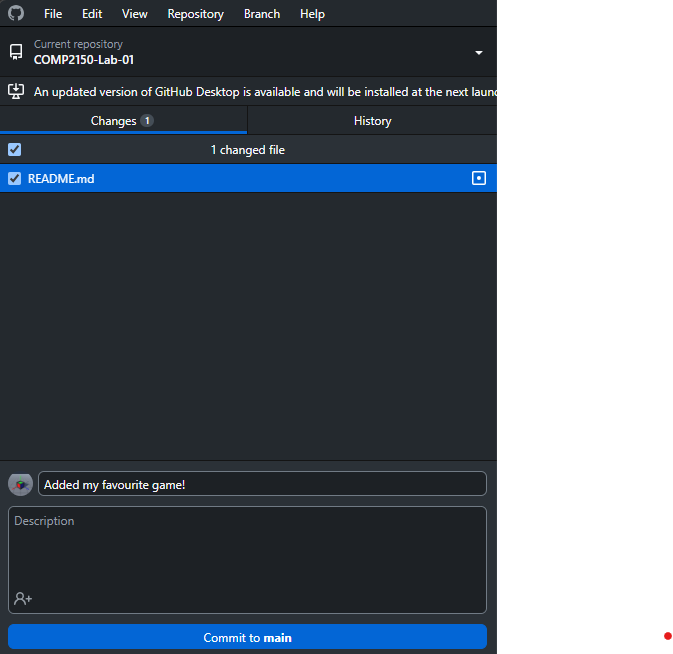 File Edit View Repository Branch Help
Current repository
COMP2150-Lab-01
An updated version of GitHub Desktop is available and will be installed at the next
Changes 1 History
1 changed file
README.md
Added my favourite game!
Description
Commit to main